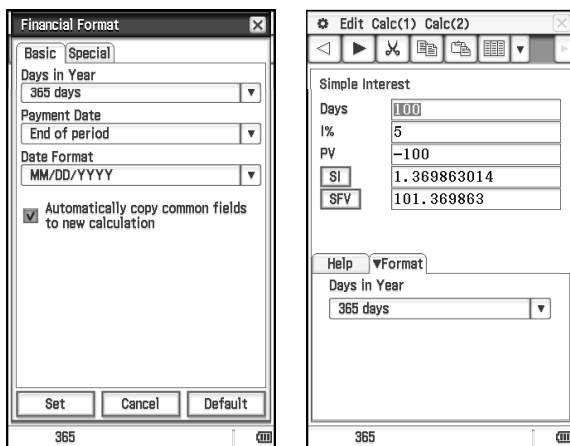 Financial Format
Basic Special
Days in Year
365 days
Payment Date
End of period
Date Format
MM/DD/YYYY
Automatically copy common fields
to new calculation
Set Cancel Default
365
Edit Calc(1) Calc(2)
Simple Interest
Days 100
I% 5
PV -100
SI 1.369863014
SFV 101.369863
Help ▼Format
Days in Year
365 days
365